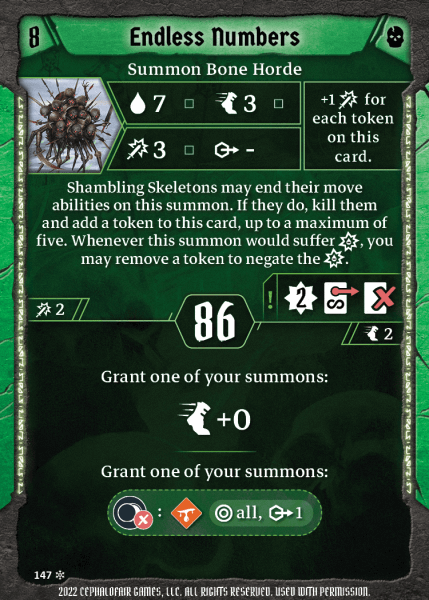 8
Endless Numbers
Summon Bone Horde
7
3
+1 for
each token
on this
card.
3
-
Shambling Skeletons may end their move
abilities on this summon. If they do, kill them
and add a token to this card, up to a maximum of
five. Whenever this summon would suffer , you
may remove a token to negate the .
2
86
! 2 S
2
Grant one of your summons:
+0
Grant one of your summons:
: all, 1
147
2022 CEPHALOFAIR GAMES, LLC. ALL RIGHTS RESERVED. USED WITH PERMISSION.